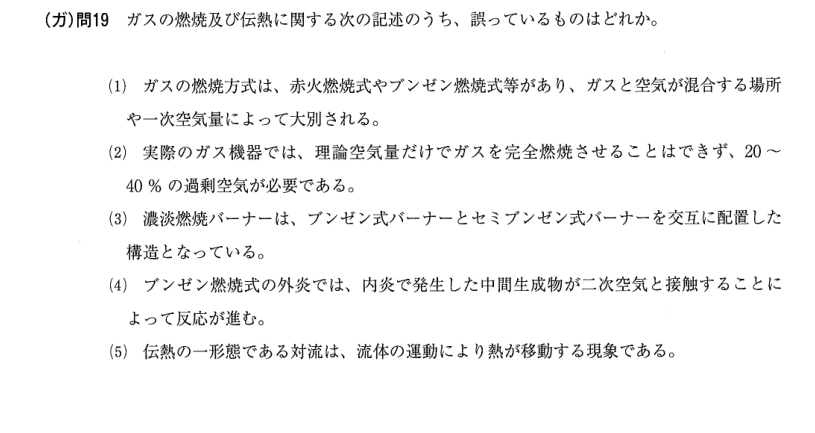 (ガ)問19 ガスの燃焼及び伝熱に関する次の記述のうち、誤っているものはどれか。
(1) ガスの燃焼方式は、赤火燃焼式やブンゼン燃焼式等があり、ガスと空気が混合する場所
や一次空気量によって大別される。
(2) 実際のガス機器では、理論空気量だけでガスを完全燃焼させることはできず、20～
40 % の過剰空気が必要である。
(3) 濃淡燃焼バーナーは、ブンゼン式バーナーとセミブンゼン式バーナーを交互に配置した
構造となっている。
(4) ブンゼン燃焼式の外炎では、内炎で発生した中間生成物が二次空気と接触することに
よって反応が進む。
(5) 伝熱の一形態である対流は、流体の運動により熱が移動する現象である。